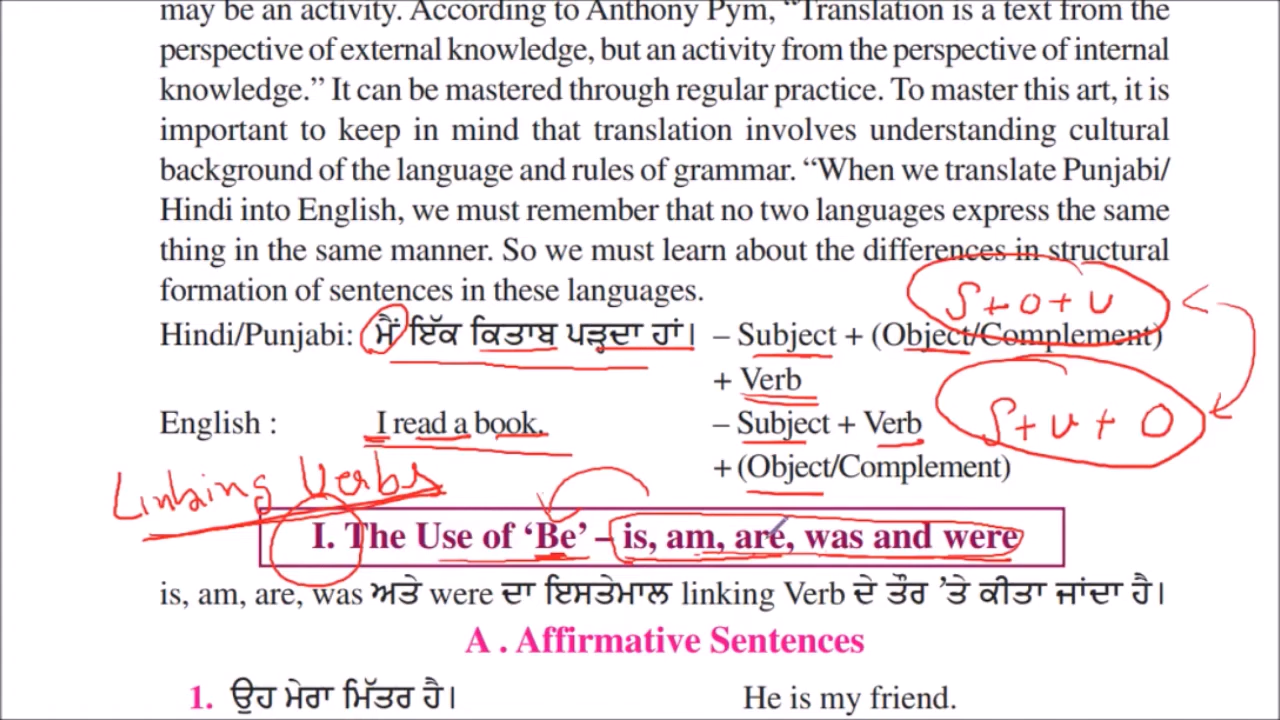 may be an activity. According to Anthony Pym, “Translation is a text from the
perspective of external knowledge, but an activity from the perspective of internal
knowledge.” It can be mastered through regular practice. To master this art, it is
important to keep in mind that translation involves understanding cultural
background of the language and rules of grammar. “When we translate Punjabi/
Hindi into English, we must remember that no two languages express the same
thing in the same manner. So we must learn about the differences in structural
formation of sentences in these languages.
S+O+V
Hindi/Punjabi: ਮੈਂ ਇੱਕ ਕਿਤਾਬ ਪੜ੍ਹਦਾ ਹਾਂ। – Subject + (Object/Complement)
+ Verb
English : I read a book. – Subject + Verb
S+V+O
+ (Object/Complement)
Linking Verbs
I. The Use of ‘Be’ – is, am, are, was and were
is, am, are, was ਅਤੇ were ਦਾ ਇਸਤੇਮਾਲ linking Verb ਦੇ ਤੌਰ ’ਤੇ ਕੀਤਾ ਜਾਂਦਾ ਹੈ।
A . Affirmative Sentences
1. ਉਹ ਮੇਰਾ ਮਿੱਤਰ ਹੈ। He is my friend.